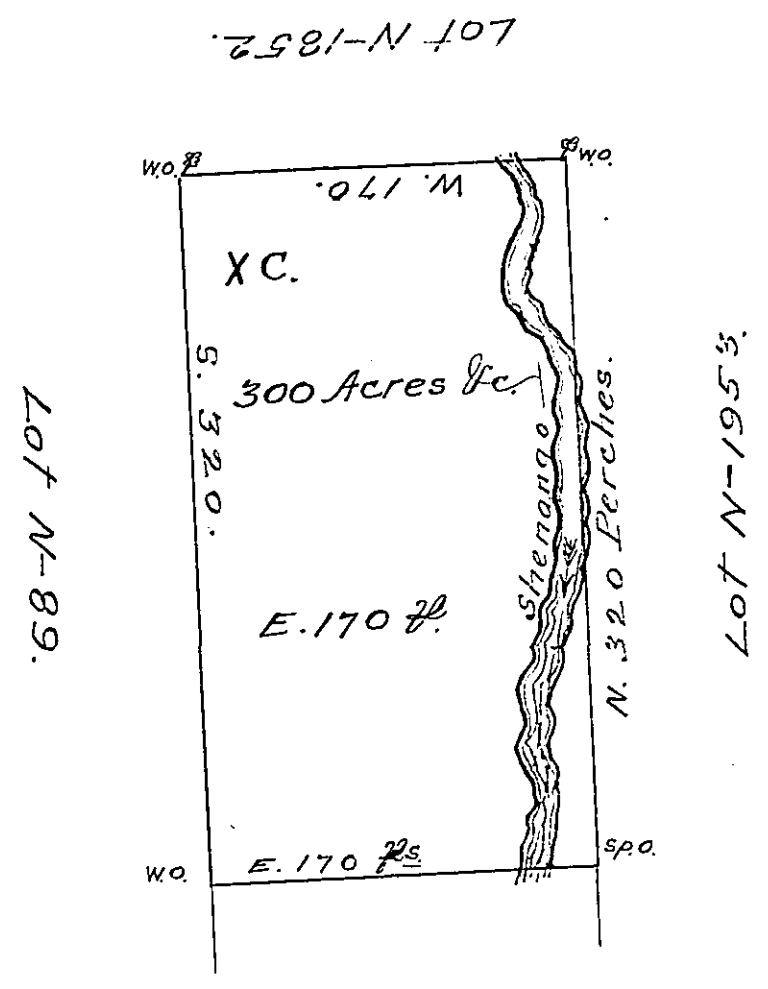 Lot N-1852.
W.O.
W.O.
W. 170.
X C.
S. 320.
300 Acres &c.
Shenango
N. 320 Perches.
Lot N-1953.
Lot N-89.
E. 170 p.
W.O.
E. 170 ps.
SP.O.